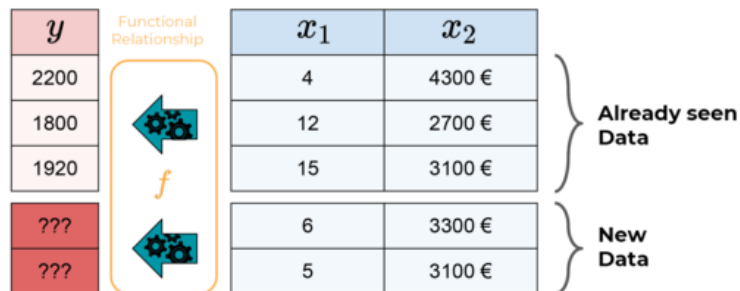 y
Functional
Relationship
x₁ x₂
2200 4 4300 €
1800 12 2700 €
1920 15 3100 €
Already seen
Data
f
??? 6 3300 €
??? 5 3100 €
New
Data